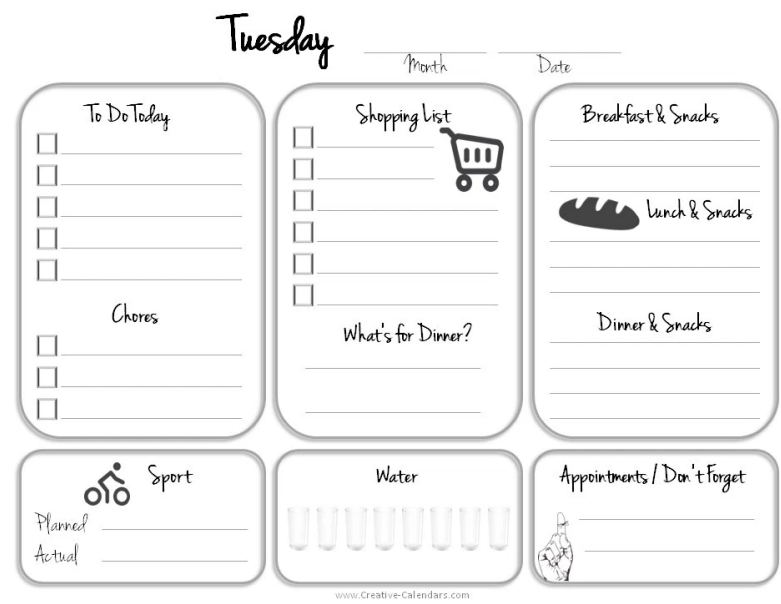 Tuesday
Month
Date
To Do Today
Chores
Shopping List
What's for Dinner?
Breakfast & Snacks
Lunch & Snacks
Dinner & Snacks
Sport
Planned
Actual
Water
Appointments / Don't Forget
www.Creative-Calendars.com